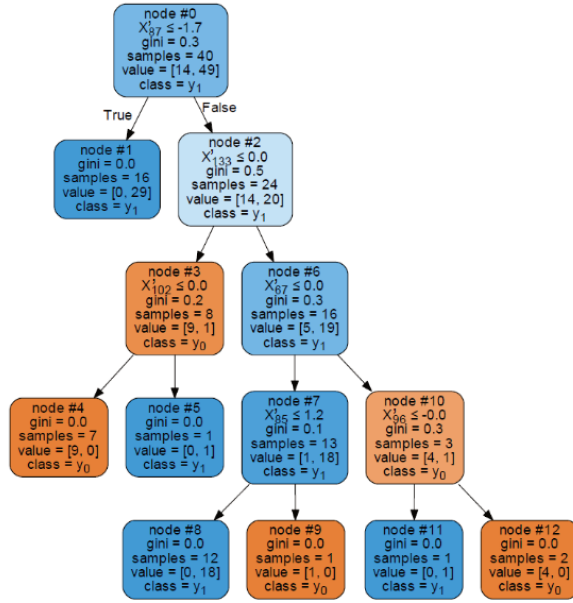 node #0
X'87 ≤ -1.7
gini = 0.3
samples = 40
value = [14, 49]
class = y1
True
False
node #1
gini = 0.0
samples = 16
value = [0, 29]
class = y1
node #2
X'133 ≤ 0.0
gini = 0.5
samples = 24
value = [14, 20]
class = y1
node #3
X'102 ≤ 0.0
gini = 0.2
samples = 8
value = [9, 1]
class = y0
node #6
X'67 ≤ 0.0
gini = 0.3
samples = 16
value = [5, 19]
class = y1
node #4
gini = 0.0
samples = 7
value = [9, 0]
class = y0
node #5
gini = 0.0
samples = 1
value = [0, 1]
class = y1
node #7
X'85 ≤ 1.2
gini = 0.1
samples = 13
value = [1, 18]
class = y1
node #10
X'96 ≤ -0.0
gini = 0.3
samples = 3
value = [4, 1]
class = y0
node #8
gini = 0.0
samples = 12
value = [0, 18]
class = y1
node #9
gini = 0.0
samples = 1
value = [1, 0]
class = y0
node #11
gini = 0.0
samples = 1
value = [0, 1]
class = y1
node #12
gini = 0.0
samples = 2
value = [4, 0]
class = y0